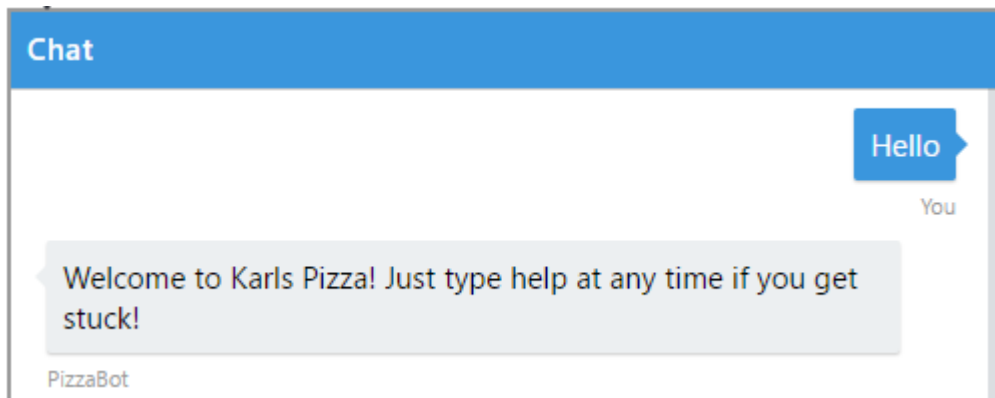 Chat
Hello
You
Welcome to Karls Pizza! Just type help at any time if you get
stuck!
PizzaBot